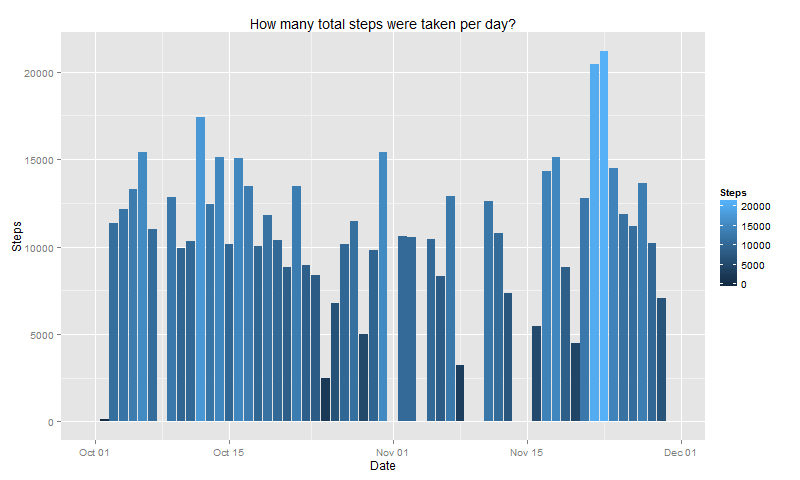 How many total steps were taken per day?
20000
15000
10000
5000
0
Steps
Oct 01
Oct 15
Nov 01
Nov 15
Dec 01
Date
Steps
20000
15000
10000
5000
0